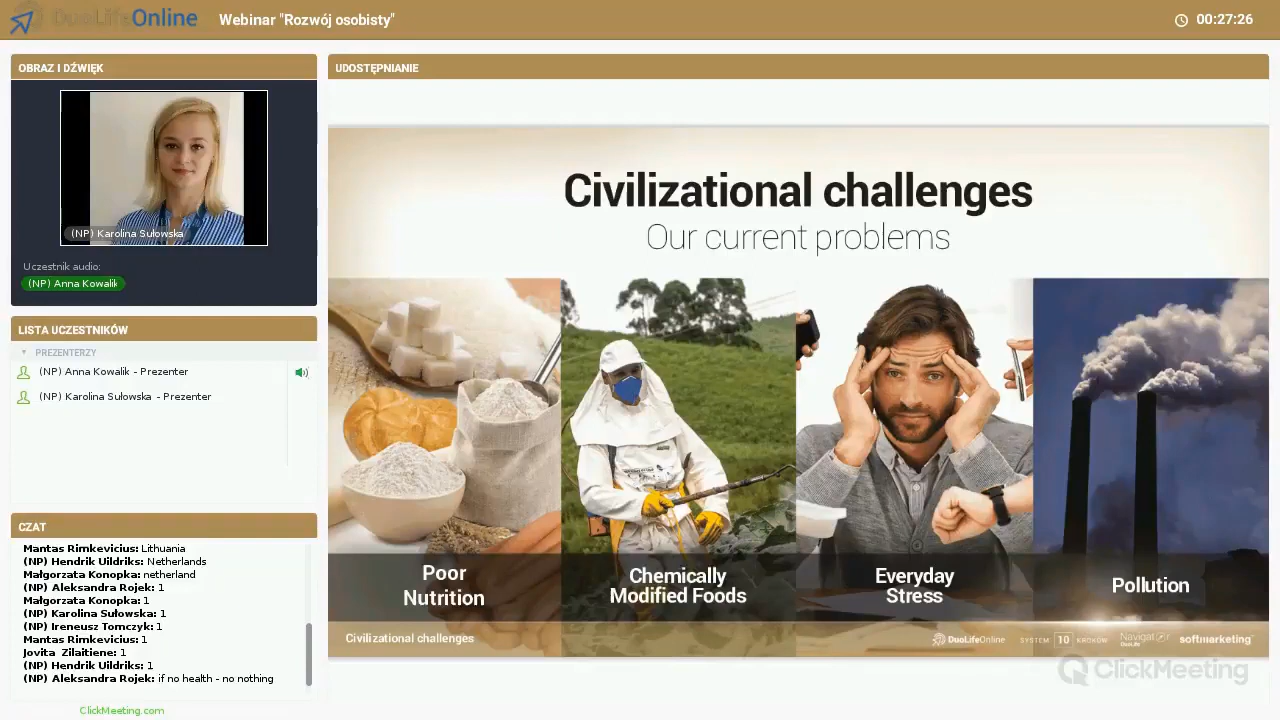 DuoLifeOnline
Webinar "Rozwój osobisty"
00:27:26
OBRAZ I DŹWIĘK
(NP) Karolina Sułowska
Uczestnik audio:
(NP) Anna Kowalik
LISTA UCZESTNIKÓW
PREZENTERZY
(NP) Anna Kowalik - Prezenter
(NP) Karolina Sułowska - Prezenter
CZAT
Mantas Rimkevicius: Lithuania
(NP) Hendrik Uildriks: Netherlands
Małgorzata Konopka: netherland
(NP) Aleksandra Rojek: 1
Małgorzata Konopka: 1
(NP) Karolina Sułowska: 1
(NP) Ireneusz Tomczyk: 1
Mantas Rimkevicius: 1
Jovita Zilaitiene: 1
(NP) Hendrik Uildriks: 1
(NP) Aleksandra Rojek: if no health - no nothing
ClickMeeting.com
UDOSTĘPNIANIE
Civilizational challenges
Our current problems
Poor
Nutrition
Chemically
Modified Foods
Everyday
Stress
Pollution
Civilizational challenges
DuoLifeOnline
SYSTEM 10 KROKÓW
Navigator
DuoLife
softmarketing
ClickMeeting